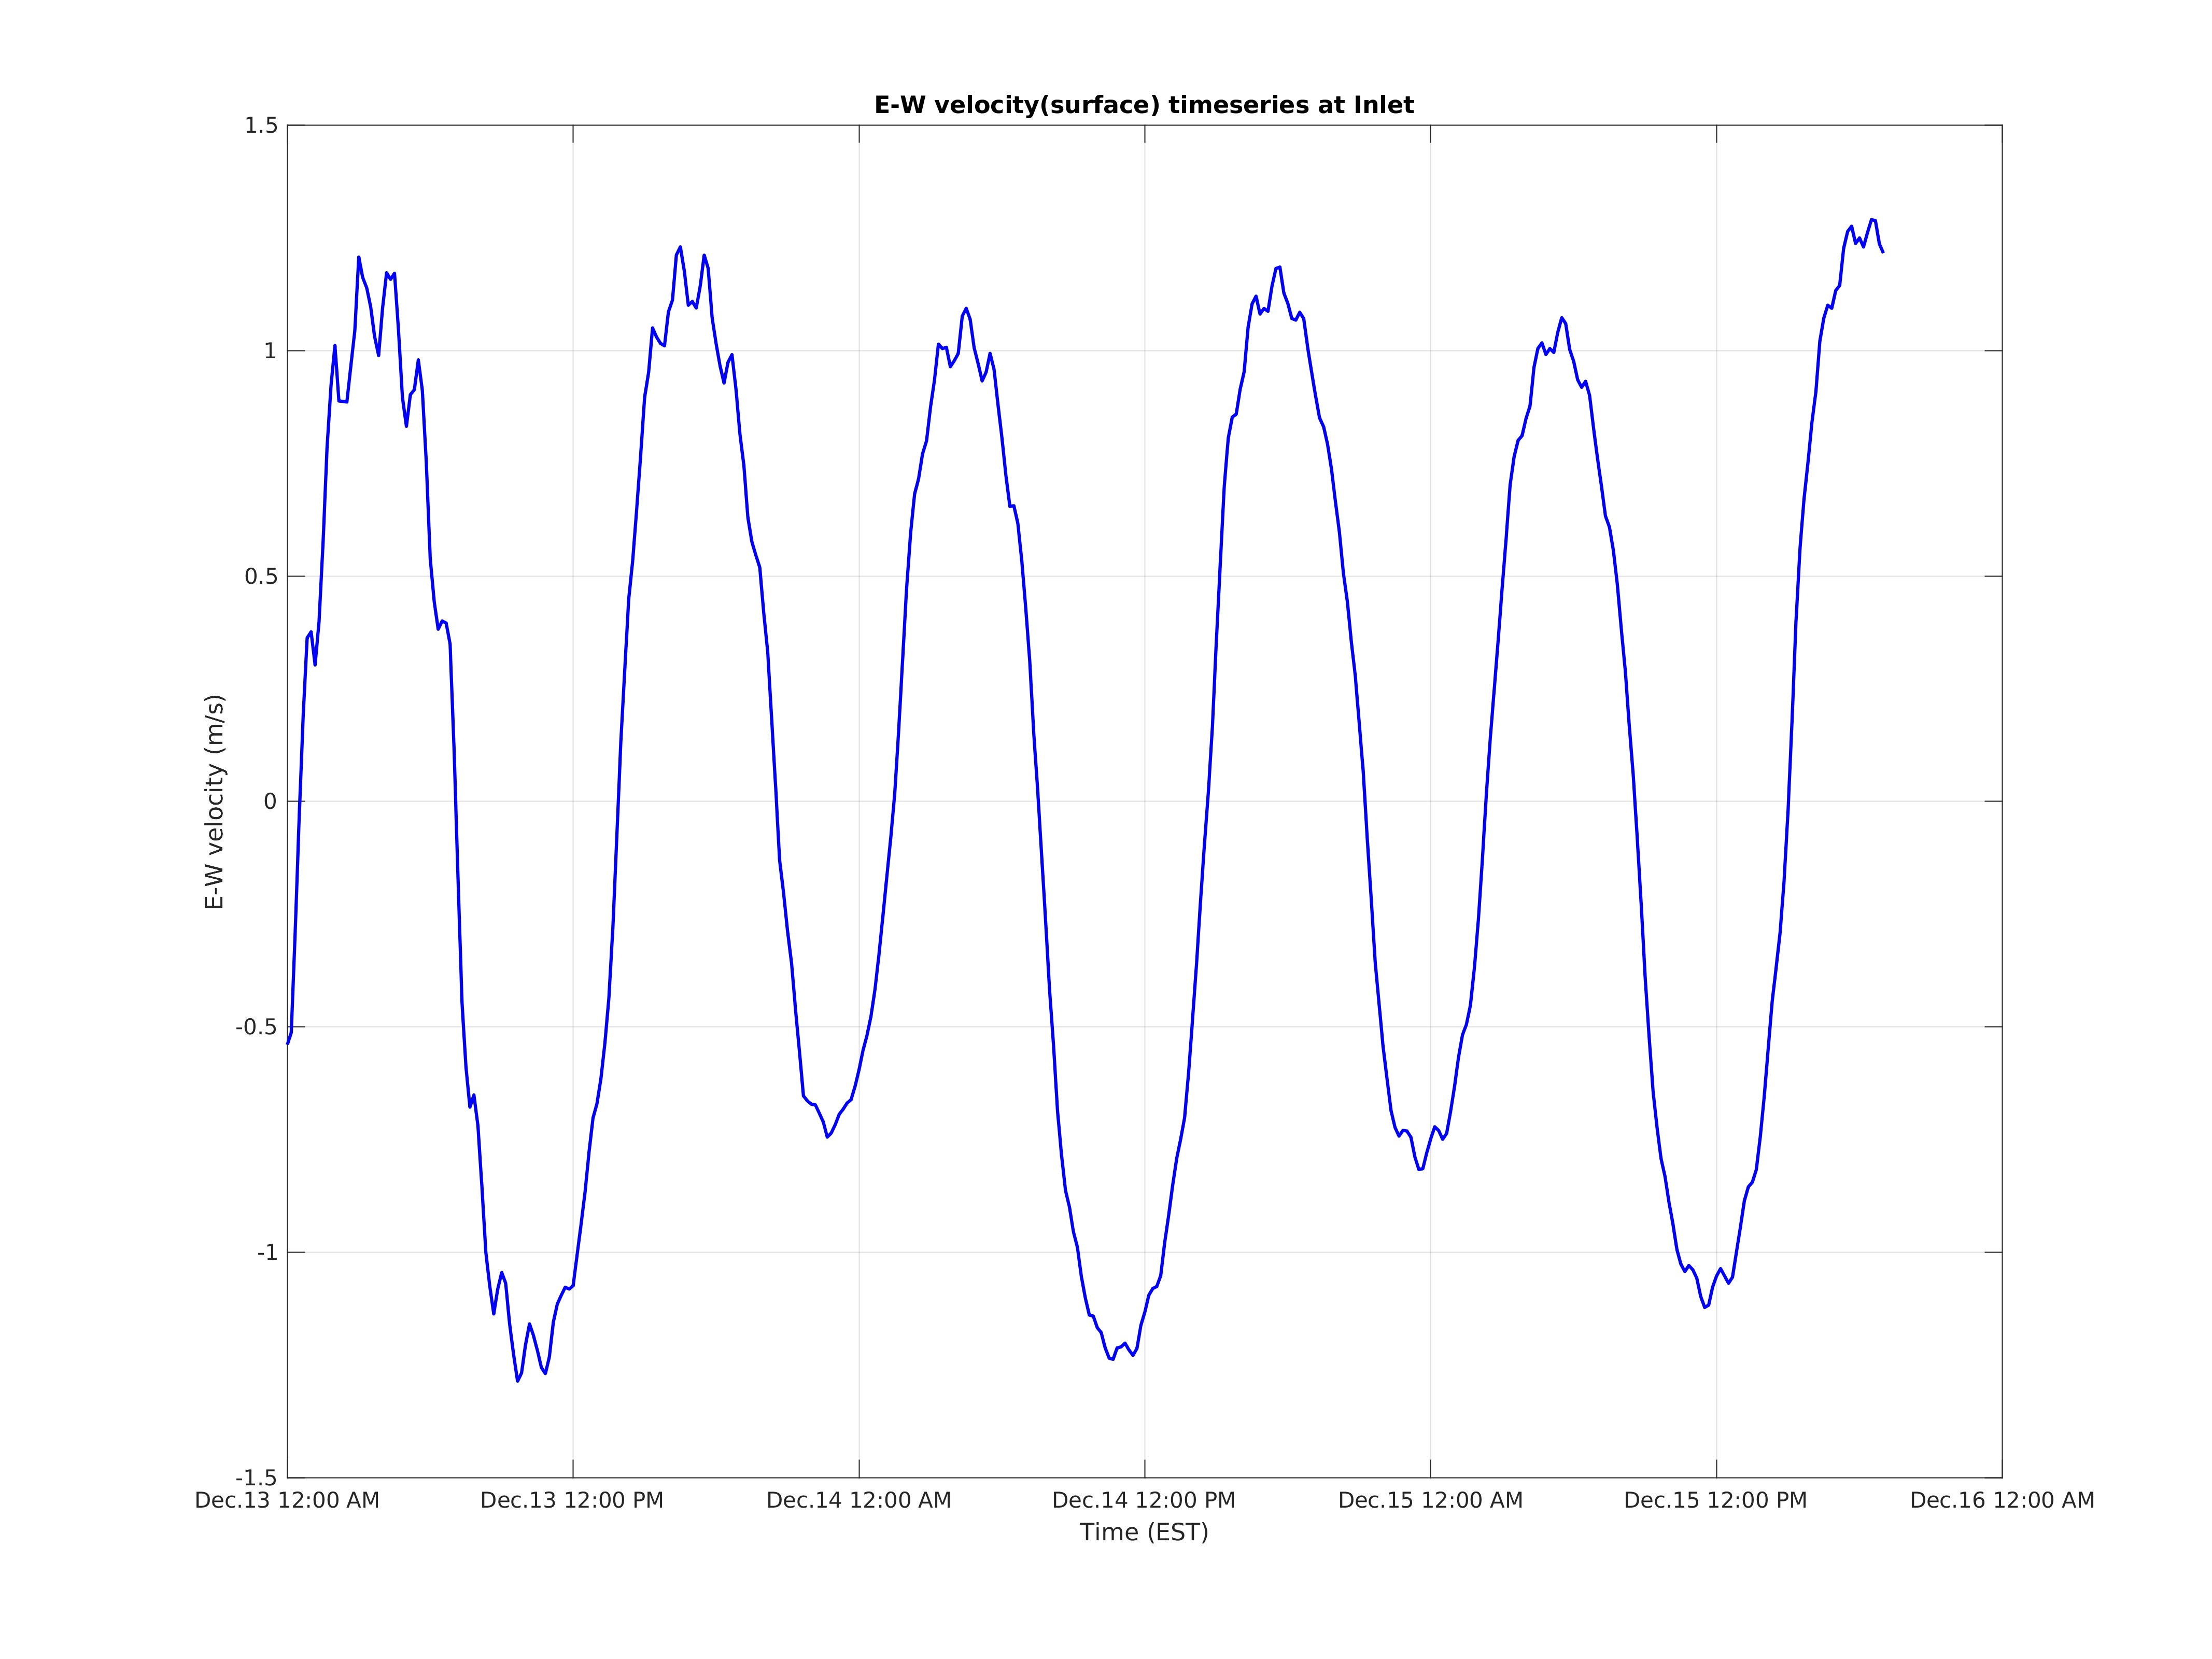 E-W velocity(surface) timeseries at Inlet
1.5
1
0.5
0
-0.5
-1
-1.5
E-W velocity (m/s)
Dec.13 12:00 AM Dec.13 12:00 PM Dec.14 12:00 AM Dec.14 12:00 PM Dec.15 12:00 AM Dec.15 12:00 PM Dec.16 12:00 AM
Time (EST)